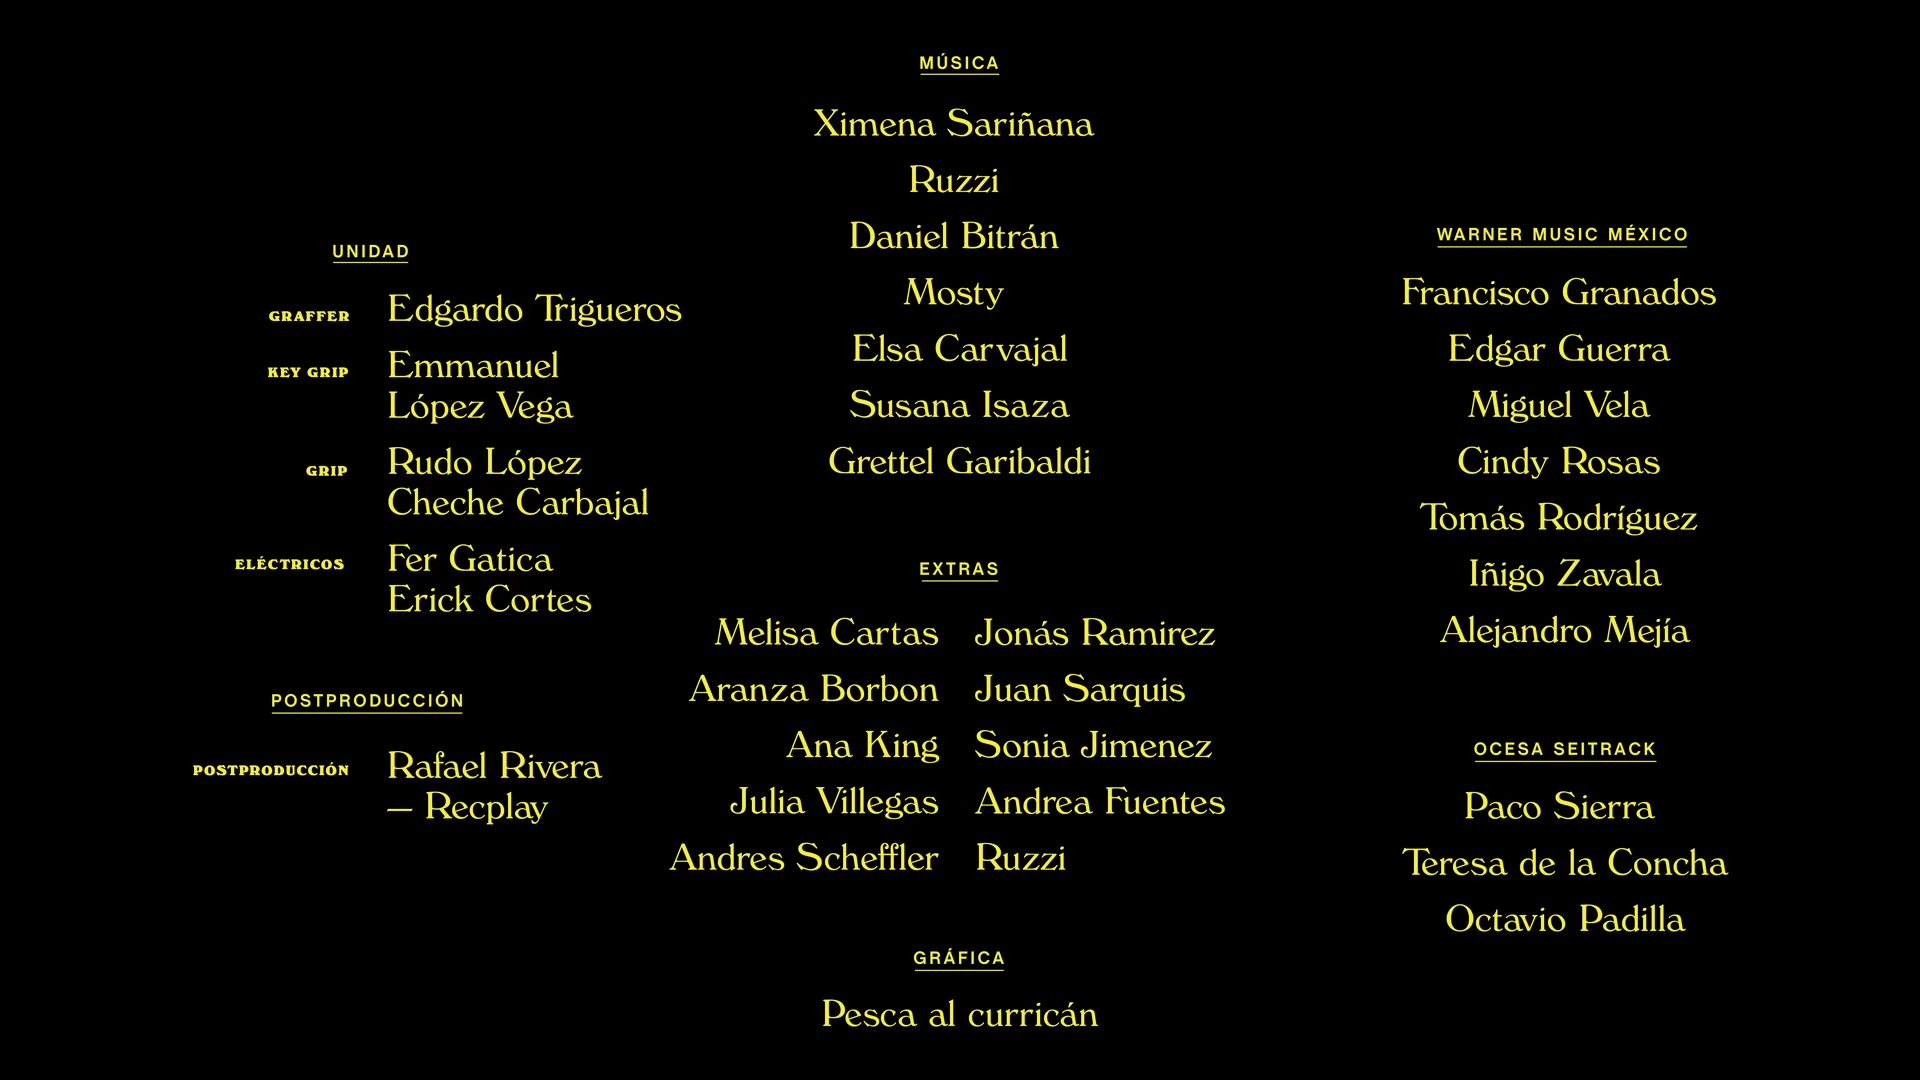 UNIDAD
GRAFFER Edgardo Trigueros
KEY GRIP Emmanuel
López Vega
GRIP Rudo López
Cheche Carbajal
ELÉCTRICOS Fer Gatica
Erick Cortes
POSTPRODUCCIÓN
POSTPRODUCCIÓN Rafael Rivera
— Recplay
MÚSICA
Ximena Sariñana
Ruzzi
Daniel Bitrán
Mosty
Elsa Carvajal
Susana Isaza
Grettel Garibaldi
EXTRAS
Melisa Cartas Jonás Ramirez
Aranza Borbon Juan Sarquis
Ana King Sonia Jimenez
Julia Villegas Andrea Fuentes
Andres Scheffler Ruzzi
GRÁFICA
Pesca al curricán
WARNER MUSIC MÉXICO
Francisco Granados
Edgar Guerra
Miguel Vela
Cindy Rosas
Tomás Rodríguez
Iñigo Zavala
Alejandro Mejía
OCESA SEITRACK
Paco Sierra
Teresa de la Concha
Octavio Padilla